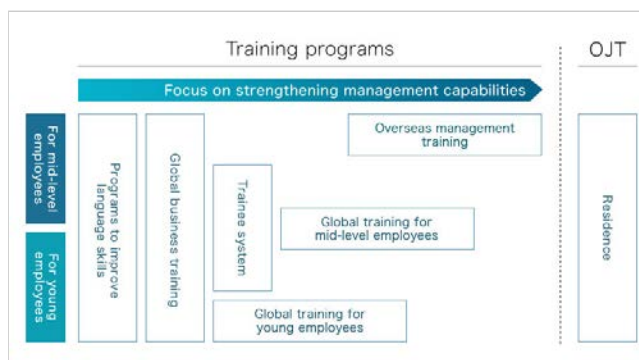 Training programs
OJT
Focus on strengthening management capabilities
For mid-level
employees
For young
employees
Programs to improve
language skills
Global business training
Trainee system
Overseas management
training
Global training for
mid-level employees
Global training for
young employees
Residence